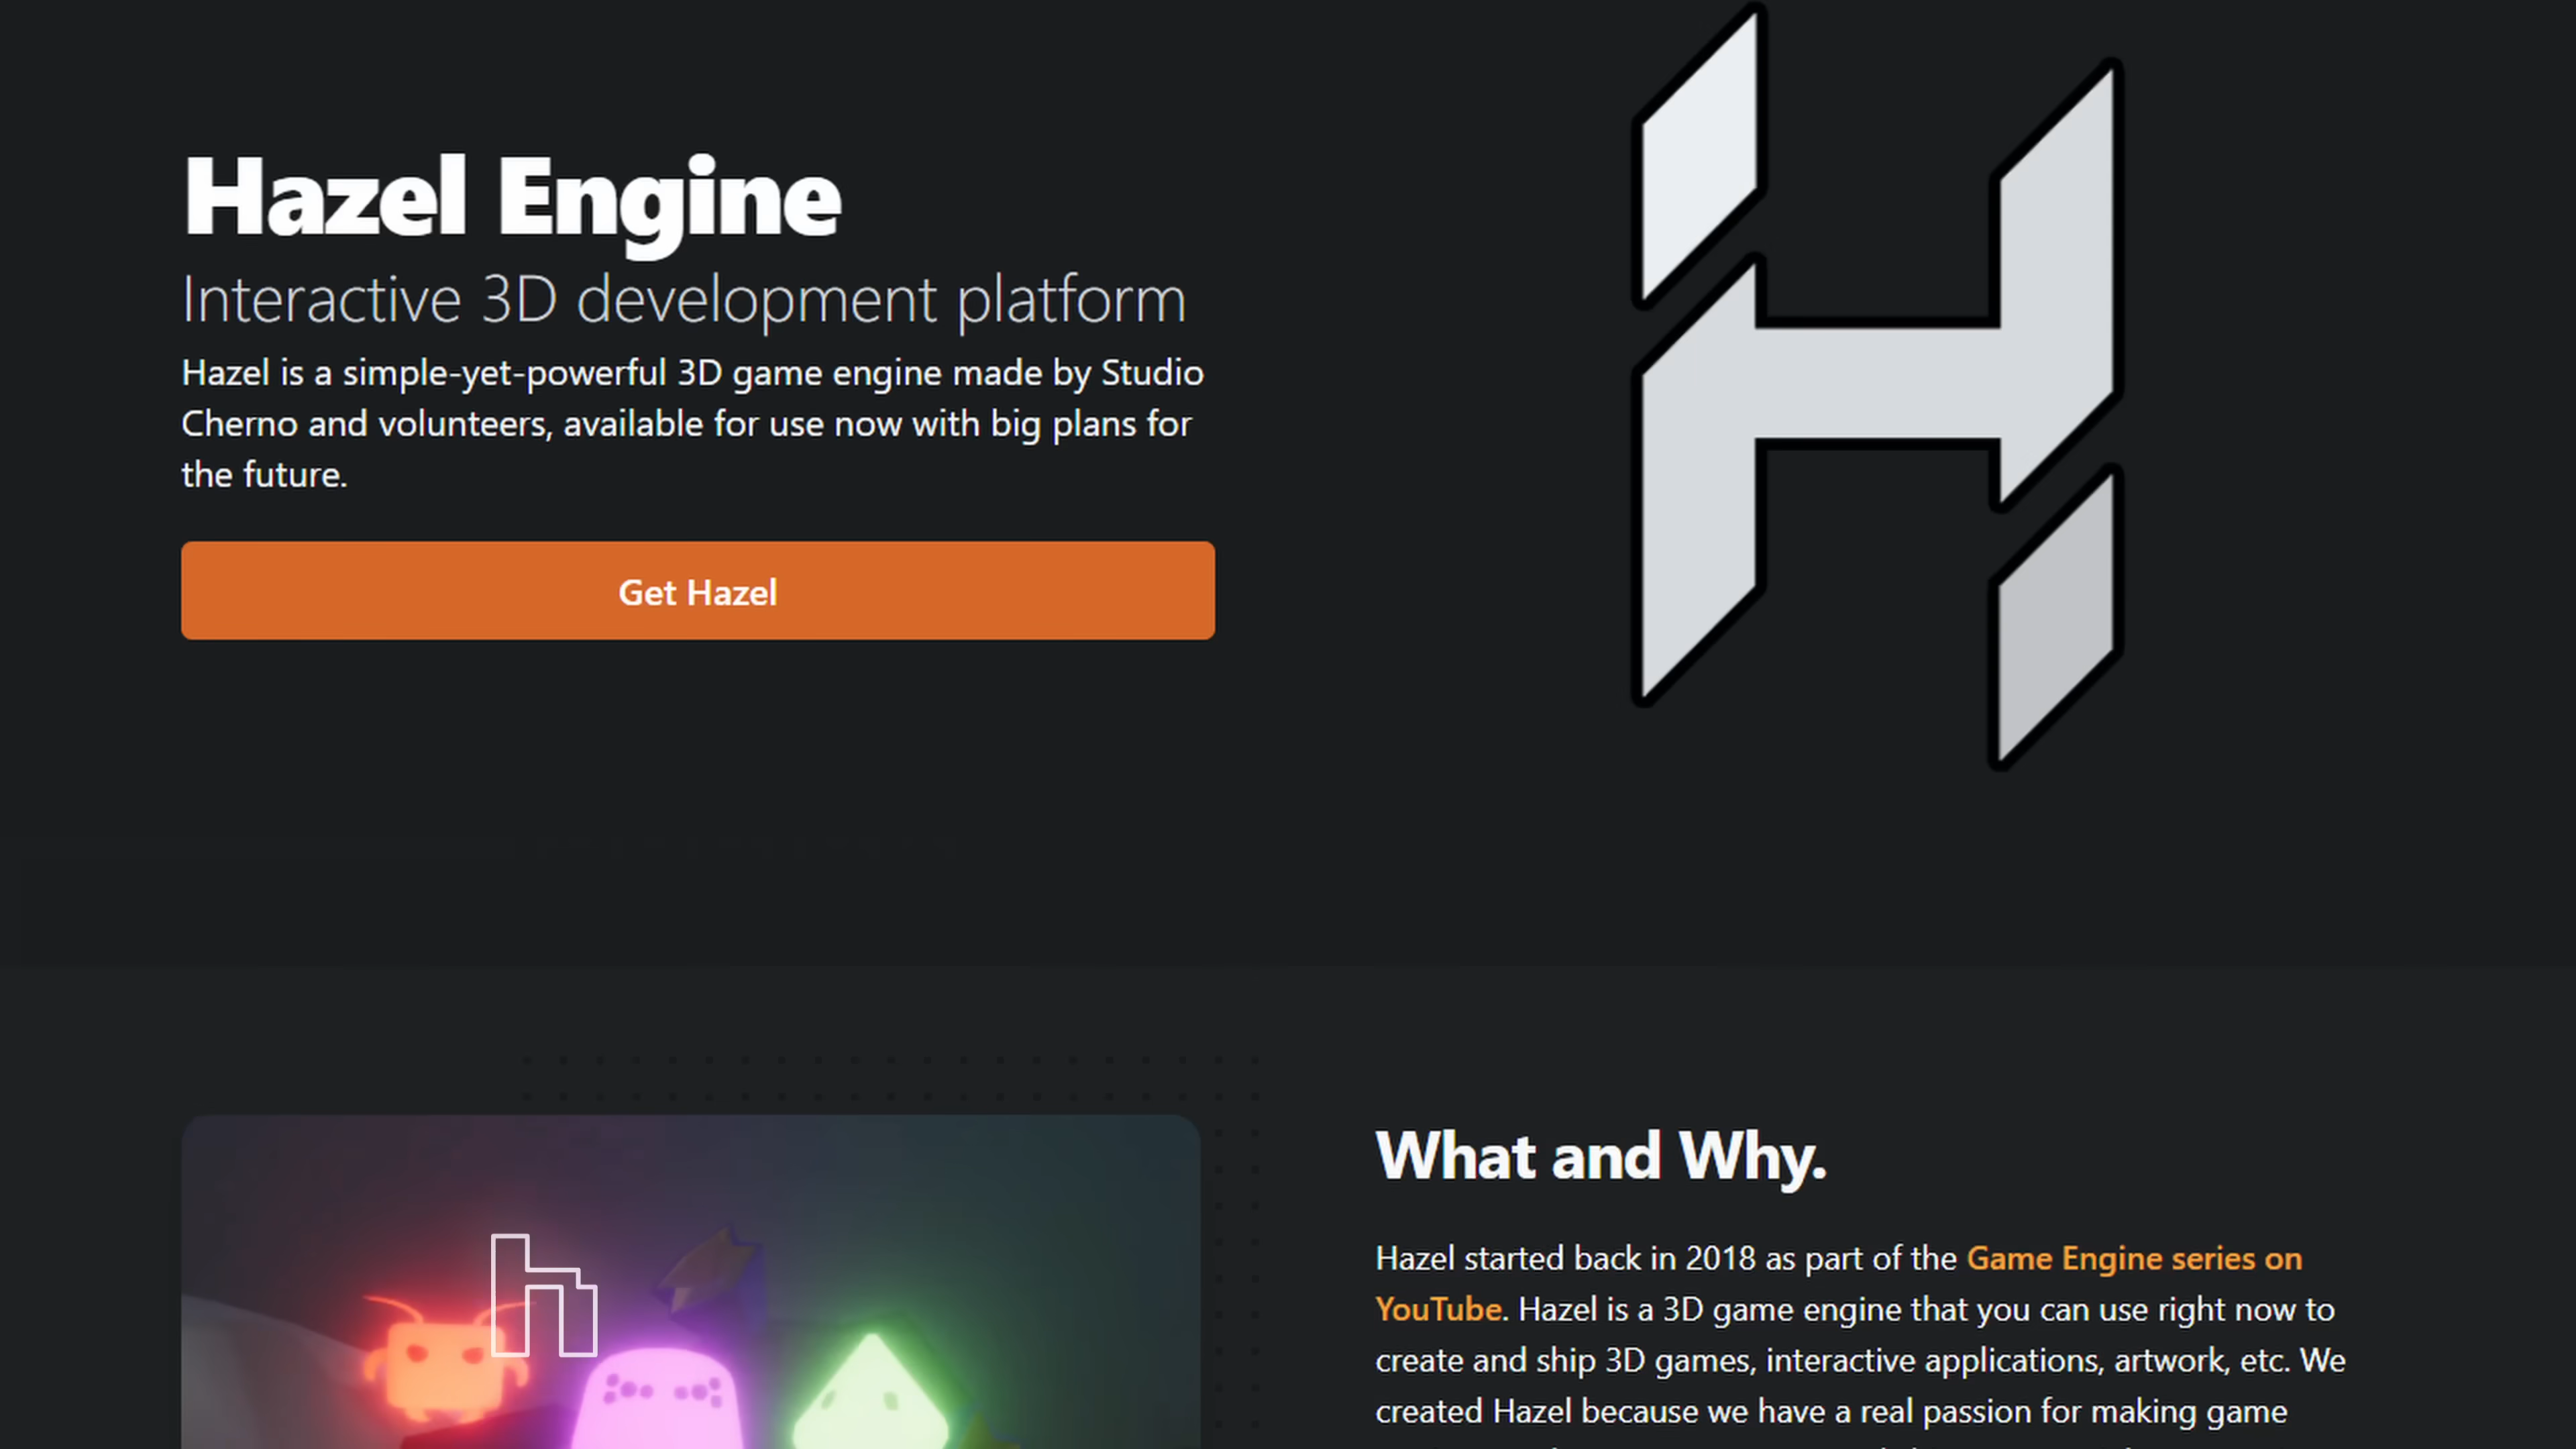 Hazel Engine
Interactive 3D development platform
Hazel is a simple-yet-powerful 3D game engine made by Studio
Cherno and volunteers, available for use now with big plans for
the future.
Get Hazel
What and Why.
Hazel started back in 2018 as part of the Game Engine series on
YouTube. Hazel is a 3D game engine that you can use right now to
create and ship 3D games, interactive applications, artwork, etc. We
created Hazel because we have a real passion for making game